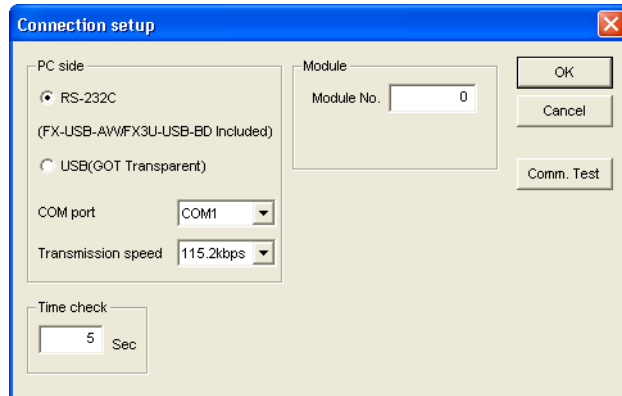 Connection setup
PC side
RS-232C
(FX-USB-AW/FX3U-USB-BD Included)
USB(GOT Transparent)
COM port
COM1
Transmission speed
115.2kbps
Time check
5
Sec
Module
Module No.
0
OK
Cancel
Comm. Test